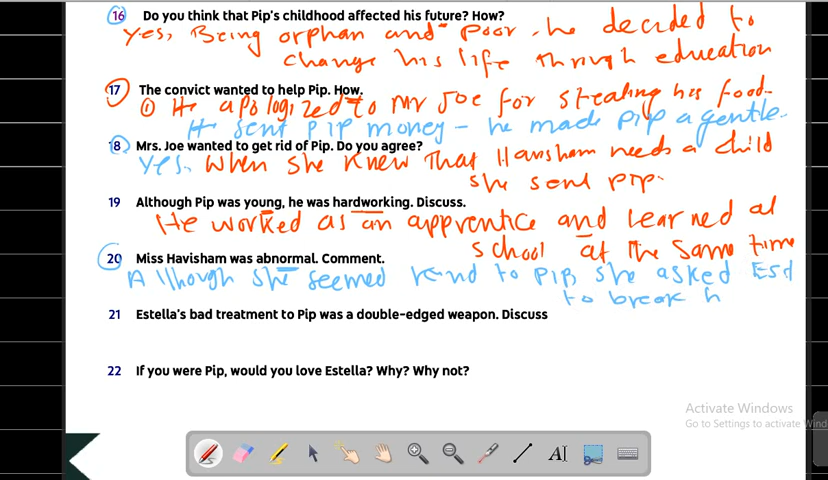 16 Do you think that Pip's childhood affected his future? How?
Yes, Being orphan and poor, he decided to
change his life through education
17 The convict wanted to help Pip. How.
① He apologized to Mr Joe for stealing his food.
He sent Pip money - he made Pip a gentle.
18 Mrs. Joe wanted to get rid of Pip. Do you agree?
Yes, when she knew that Havisham needs a child
she sent Pip.
19 Although Pip was young, he was hardworking. Discuss.
He worked as an apprentice and learned at
school at the same time
20 Miss Havisham was abnormal. Comment.
Although she seemed kind to Pip, she asked Est
to break h
21 Estella's bad treatment to Pip was a double-edged weapon. Discuss
22 If you were Pip, would you love Estella? Why? Why not?
Activate Windows
Go to Settings to activate Wind
AI